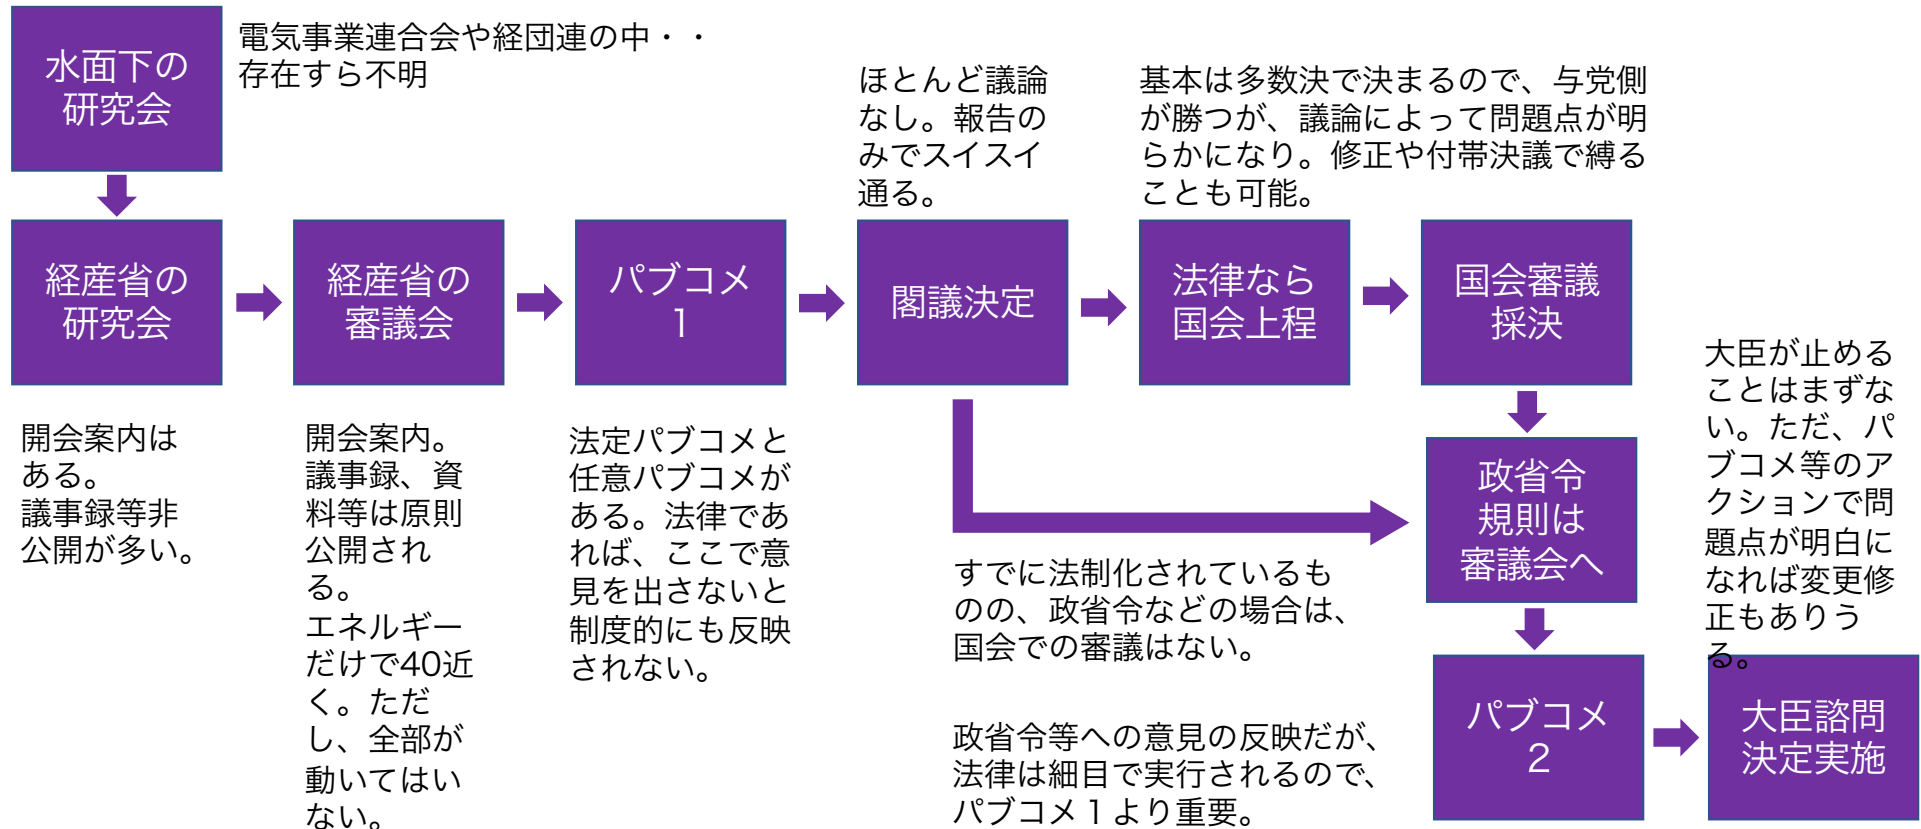 水面下の
研究会
電気事業連合会や経団連の中・・
存在すら不明
ほとんど議論
なし。報告の
みでスイスイ
通る。
基本は多数決で決まるので、与党側
が勝つが、議論によって問題点が明
らかになり。修正や付帯決議で縛る
ことも可能。
経産省の
研究会
経産省の
審議会
パブコメ
1
閣議決定
法律なら
国会上程
国会審議
採決
開会案内は
ある。
議事録等非
公開が多い。
開会案内。
議事録、資
料等は原則
公開され
る。
エネルギー
だけで40近
く。ただ
し、全部が
動いてはい
ない。
法定パブコメと
任意パブコメが
ある。法律であ
れば、ここで意
見を出さないと
制度的にも反映
されない。
すでに法制化されているも
のの、政省令などの場合は、
国会での審議はない。
政省令
規則は
審議会へ
政省令等への意見の反映だが、
法律は細目で実行されるので、
パブコメ１より重要。
パブコメ
2
大臣が止める
ことはまずな
い。ただ、パ
ブコメ等のア
クションで問
題点が明白に
なれば変更修
正もありう
る。
大臣諮問
決定実施